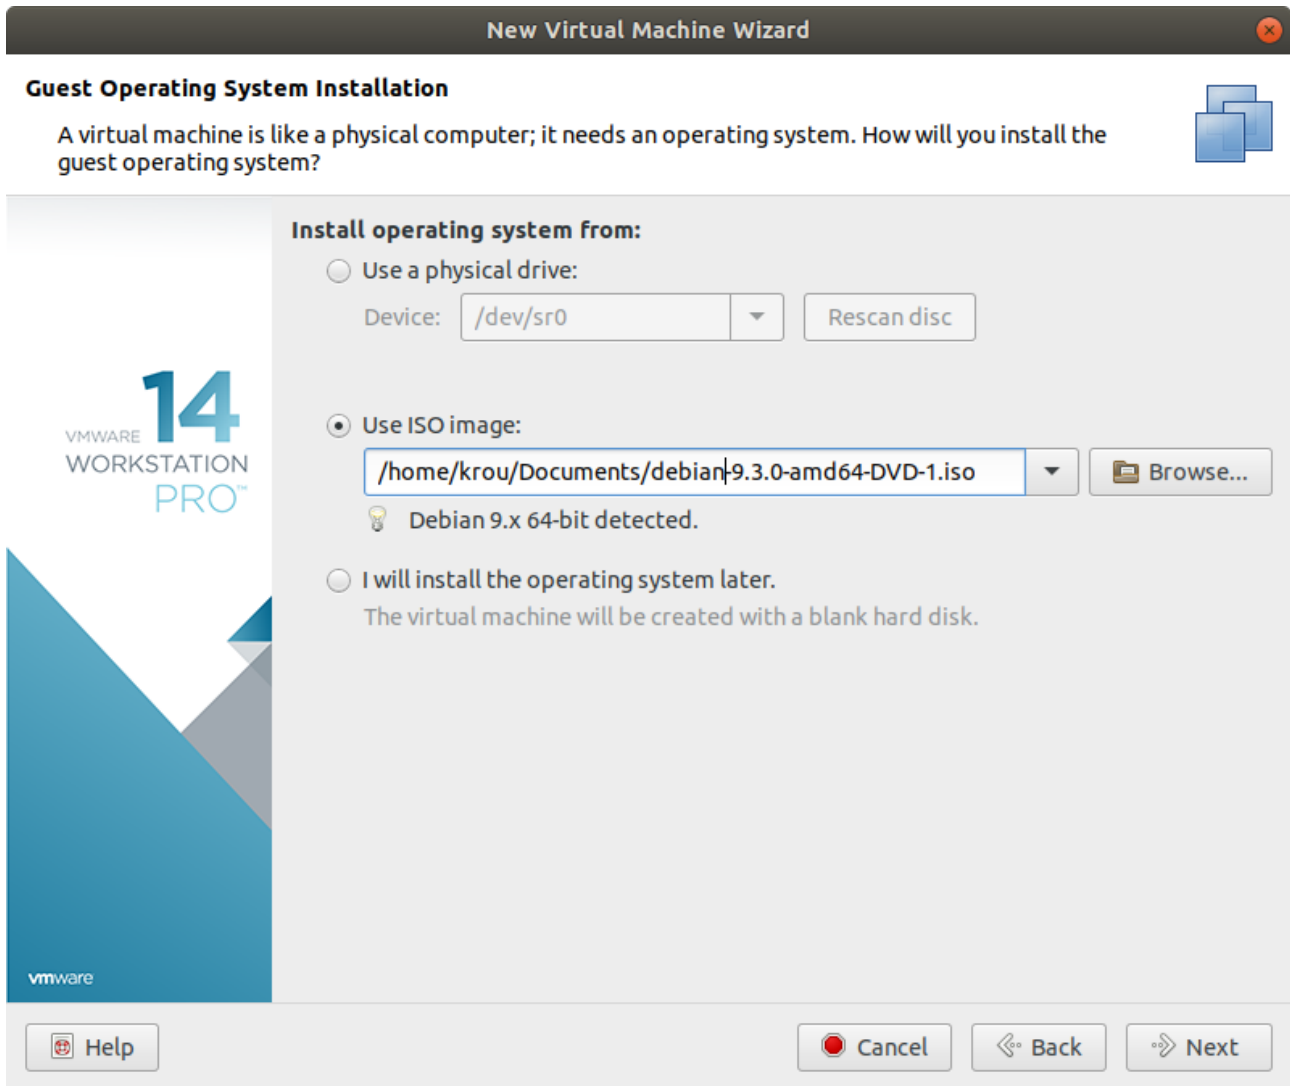 New Virtual Machine Wizard
Guest Operating System Installation
A virtual machine is like a physical computer; it needs an operating system. How will you install the
guest operating system?
Install operating system from:
Use a physical drive:
Device: /dev/sr0 Rescan disc
Use ISO image:
/home/krou/Documents/debian-9.3.0-amd64-DVD-1.iso Browse...
Debian 9.x 64-bit detected.
I will install the operating system later.
The virtual machine will be created with a blank hard disk.
VMWARE 14
WORKSTATION
PRO™
vmware
Help Cancel Back Next